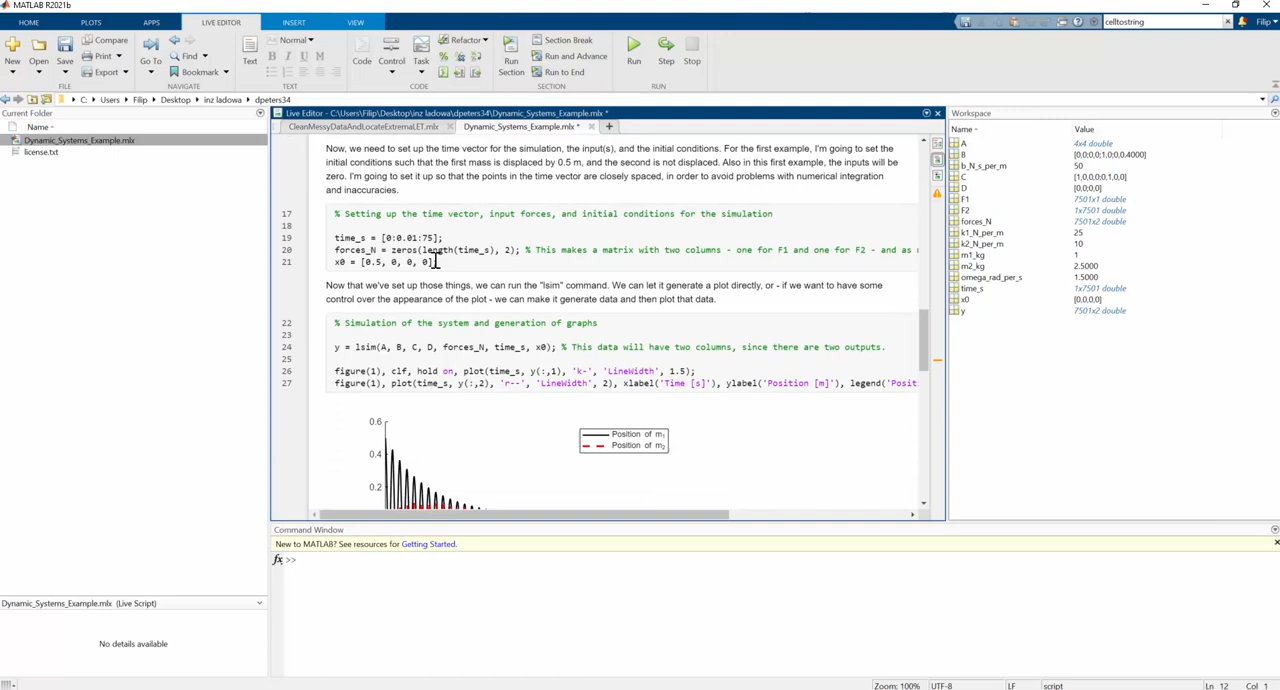 MATLAB R2021b
HOME
PLOTS
APPS
LIVE EDITOR
INSERT
VIEW
celltostring
Filip
New
Open
Save
Compare
Print
Export
Go To
Find
Bookmark
Text
Normal
B I U M
Code
Control
Task
Refactor
Run
Section
Section Break
Run and Advance
Run to End
Run
Step
Stop
FILE
NAVIGATE
TEXT
CODE
SECTION
RUN
C: Users Filip Desktop inz ladowa dpeters34
Current Folder
Name
Dynamic_Systems_Example.mlx
license.txt
Dynamic_Systems_Example.mlx (Live Script)
No details available
Live Editor - C:\Users\Filip\Desktop\inz ladowa\dpeters34\Dynamic_Systems_Example.mlx *
CleanMessyDataAndLocateExtremaLET.mlx
Dynamic_Systems_Example.mlx *
Now, we need to set up the time vector for the simulation, the input(s), and the initial conditions. For the first example, I'm going to set the
initial conditions such that the first mass is displaced by 0.5 m, and the second is not displaced. Also in this first example, the inputs will be
zero. I'm going to set it up so that the points in the time vector are closely spaced, in order to avoid problems with numerical integration
and inaccuracies.
17 % Setting up the time vector, input forces, and initial conditions for the simulation
18
19 time_s = [0:0.01:75];
20 forces_N = zeros(length(time_s), 2); % This makes a matrix with two columns - one for F1 and one for F2 - and as
21 x0 = [0.5, 0, 0, 0];
Now that we've set up those things, we can run the "lsim" command. We can let it generate a plot directly, or - if we want to have some
control over the appearance of the plot - we can make it generate data and then plot that data.
22 % Simulation of the system and generation of graphs
23
24 y = lsim(A, B, C, D, forces_N, time_s, x0); % This data will have two columns, since there are two outputs.
25
26 figure(1), clf, hold on, plot(time_s, y(:,1), 'k-', 'LineWidth', 1.5);
27 figure(1), plot(time_s, y(:,2), 'r--', 'LineWidth', 2), xlabel('Time [s]'), ylabel('Position [m]'), legend('Posit
0.6
0.4
0.2
Position of m1
Position of m2
Command Window
New to MATLAB? See resources for Getting Started.
fx >>
Workspace
Name Value
A 4x4 double
B [0,0;0,0;1,0;0,0.4000]
b_N_s_per_m 50
C [1,0,0,0;0,1,0,0]
D [0,0;0,0]
F1 7501x1 double
F2 1x7501 double
forces_N 7501x2 double
k1_N_per_m 25
k2_N_per_m 10
m1_kg 1
m2_kg 2.5000
omega_rad_per_s 1.5000
time_s 1x7501 double
x0 [0,0,0,0]
y 7501x2 double
Zoom: 100% UTF-8 LF script Ln 12 Col 1